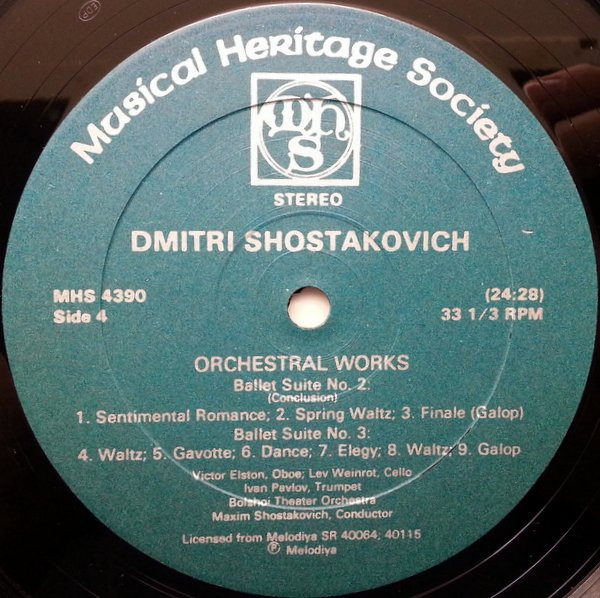 Musical Heritage Society
mhs
STEREO
DMITRI SHOSTAKOVICH
MHS 4390
(24:28)
Side 4
33 1/3 RPM
ORCHESTRAL WORKS
Ballet Suite No. 2:
(Conclusion)
1. Sentimental Romance; 2. Spring Waltz; 3. Finale (Galop)
Ballet Suite No. 3:
4. Waltz; 5. Gavotte; 6. Dance; 7. Elegy; 8. Waltz; 9. Galop
Victor Elston, Oboe; Lev Weinrot, Cello
Ivan Pavlov, Trumpet
Bolshoi Theater Orchestra
Maxim Shostakovich, Conductor
Licensed from Melodiya SR 40064; 40115
℗ Melodiya